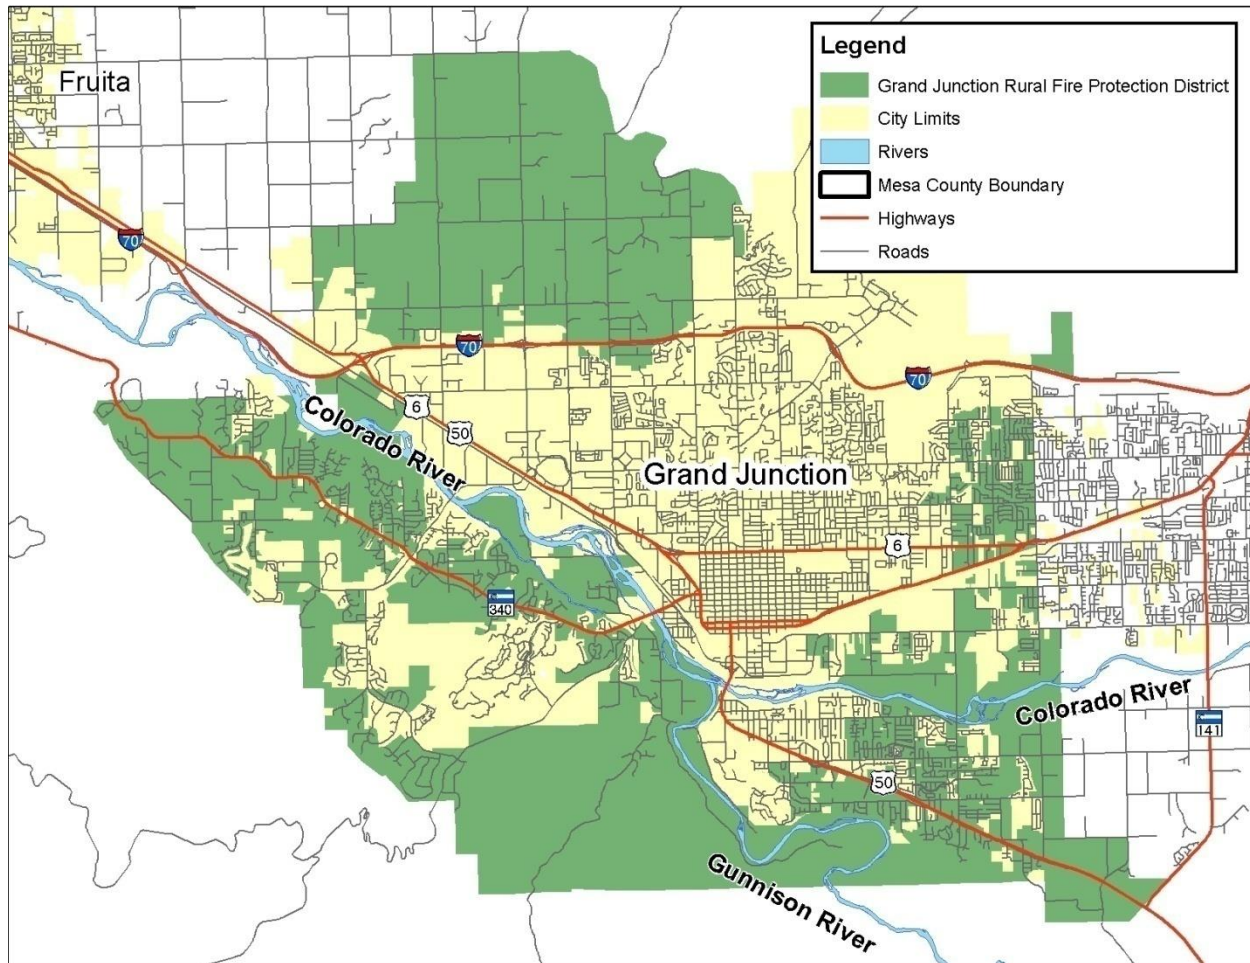 Legend
Grand Junction Rural Fire Protection District
City Limits
Rivers
Mesa County Boundary
Highways
Roads
Fruita
70
70
70
6
50
Colorado River
Grand Junction
6
340
Colorado River
141
50
Gunnison River